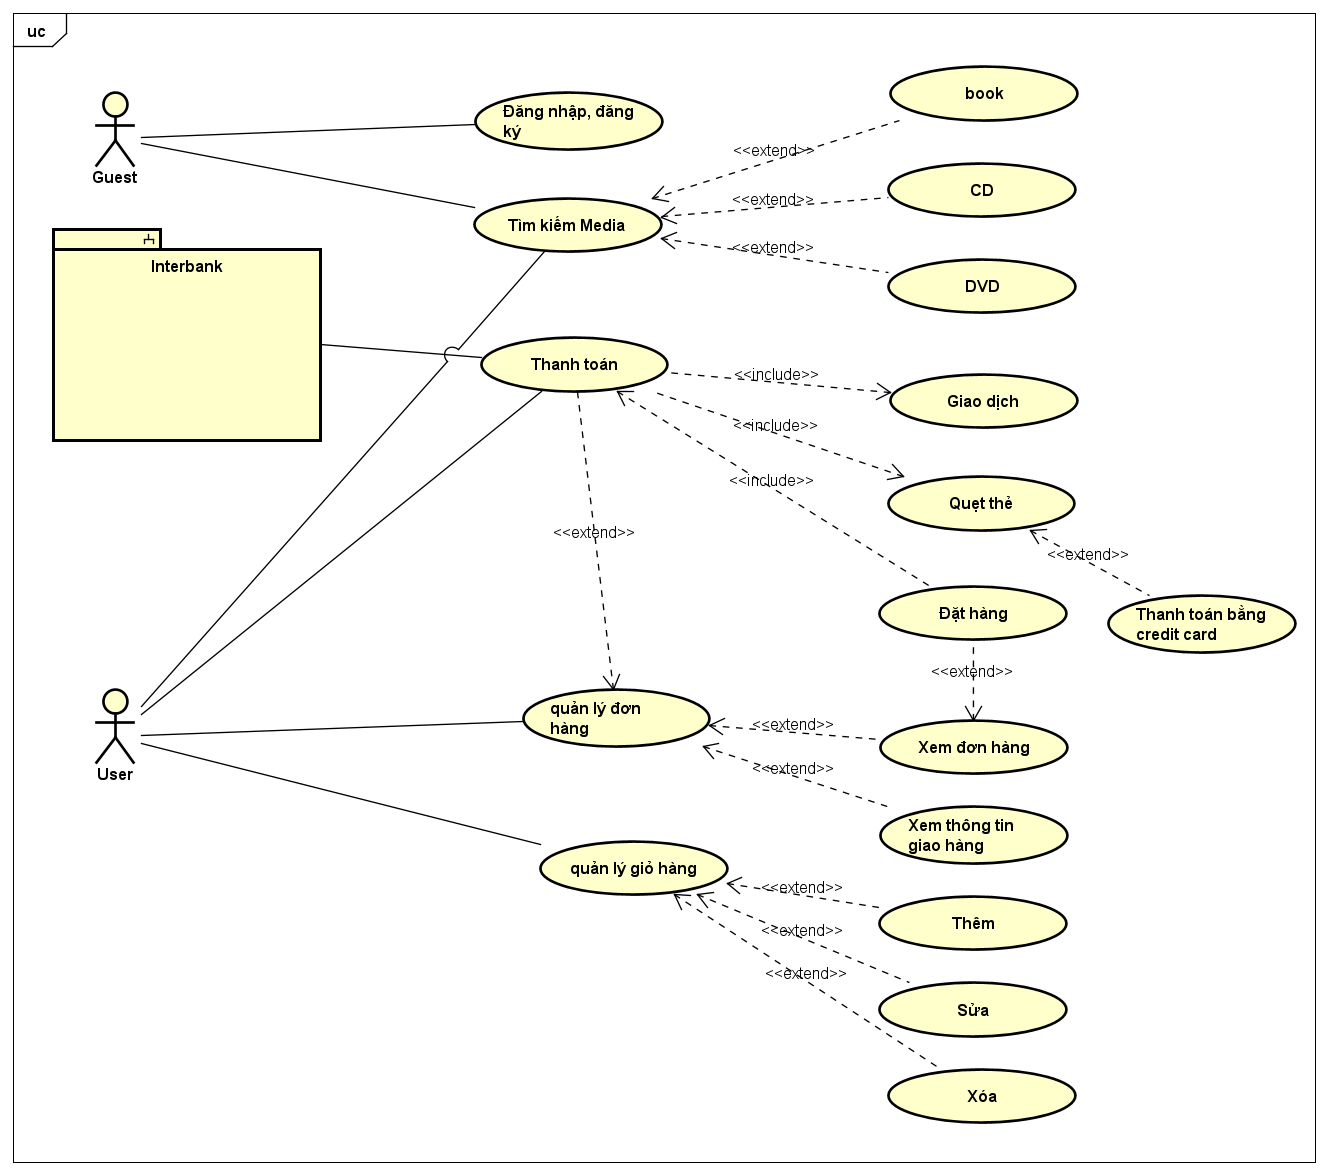 uc
Guest
Đăng nhập, đăng
ký
Tìm kiếm Media
book
<<extend>>
CD
<<extend>>
DVD
<<extend>>
Interbank
Thanh toán
<<include>>
Giao dịch
<<include>>
Quẹt thẻ
<<include>>
<<extend>>
<<extend>>
Đặt hàng
Thanh toán bằng
credit card
<<extend>>
User
quản lý đơn
hàng
<<extend>>
Xem đơn hàng
<<extend>>
Xem thông tin
giao hàng
quản lý giỏ hàng
<<extend>>
Thêm
<<extend>>
Sửa
<<extend>>
Xóa